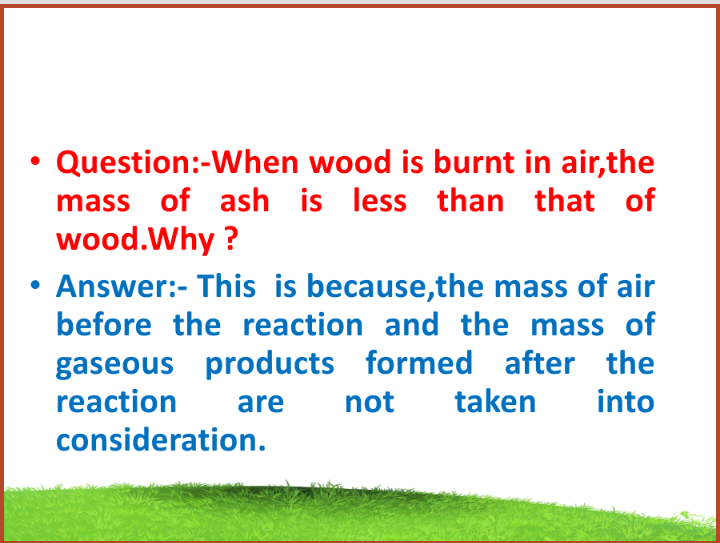 • Question:-When wood is burnt in air,the
mass of ash is less than that of
wood.Why ?
• Answer:- This is because,the mass of air
before the reaction and the mass of
gaseous products formed after the
reaction are not taken into
consideration.